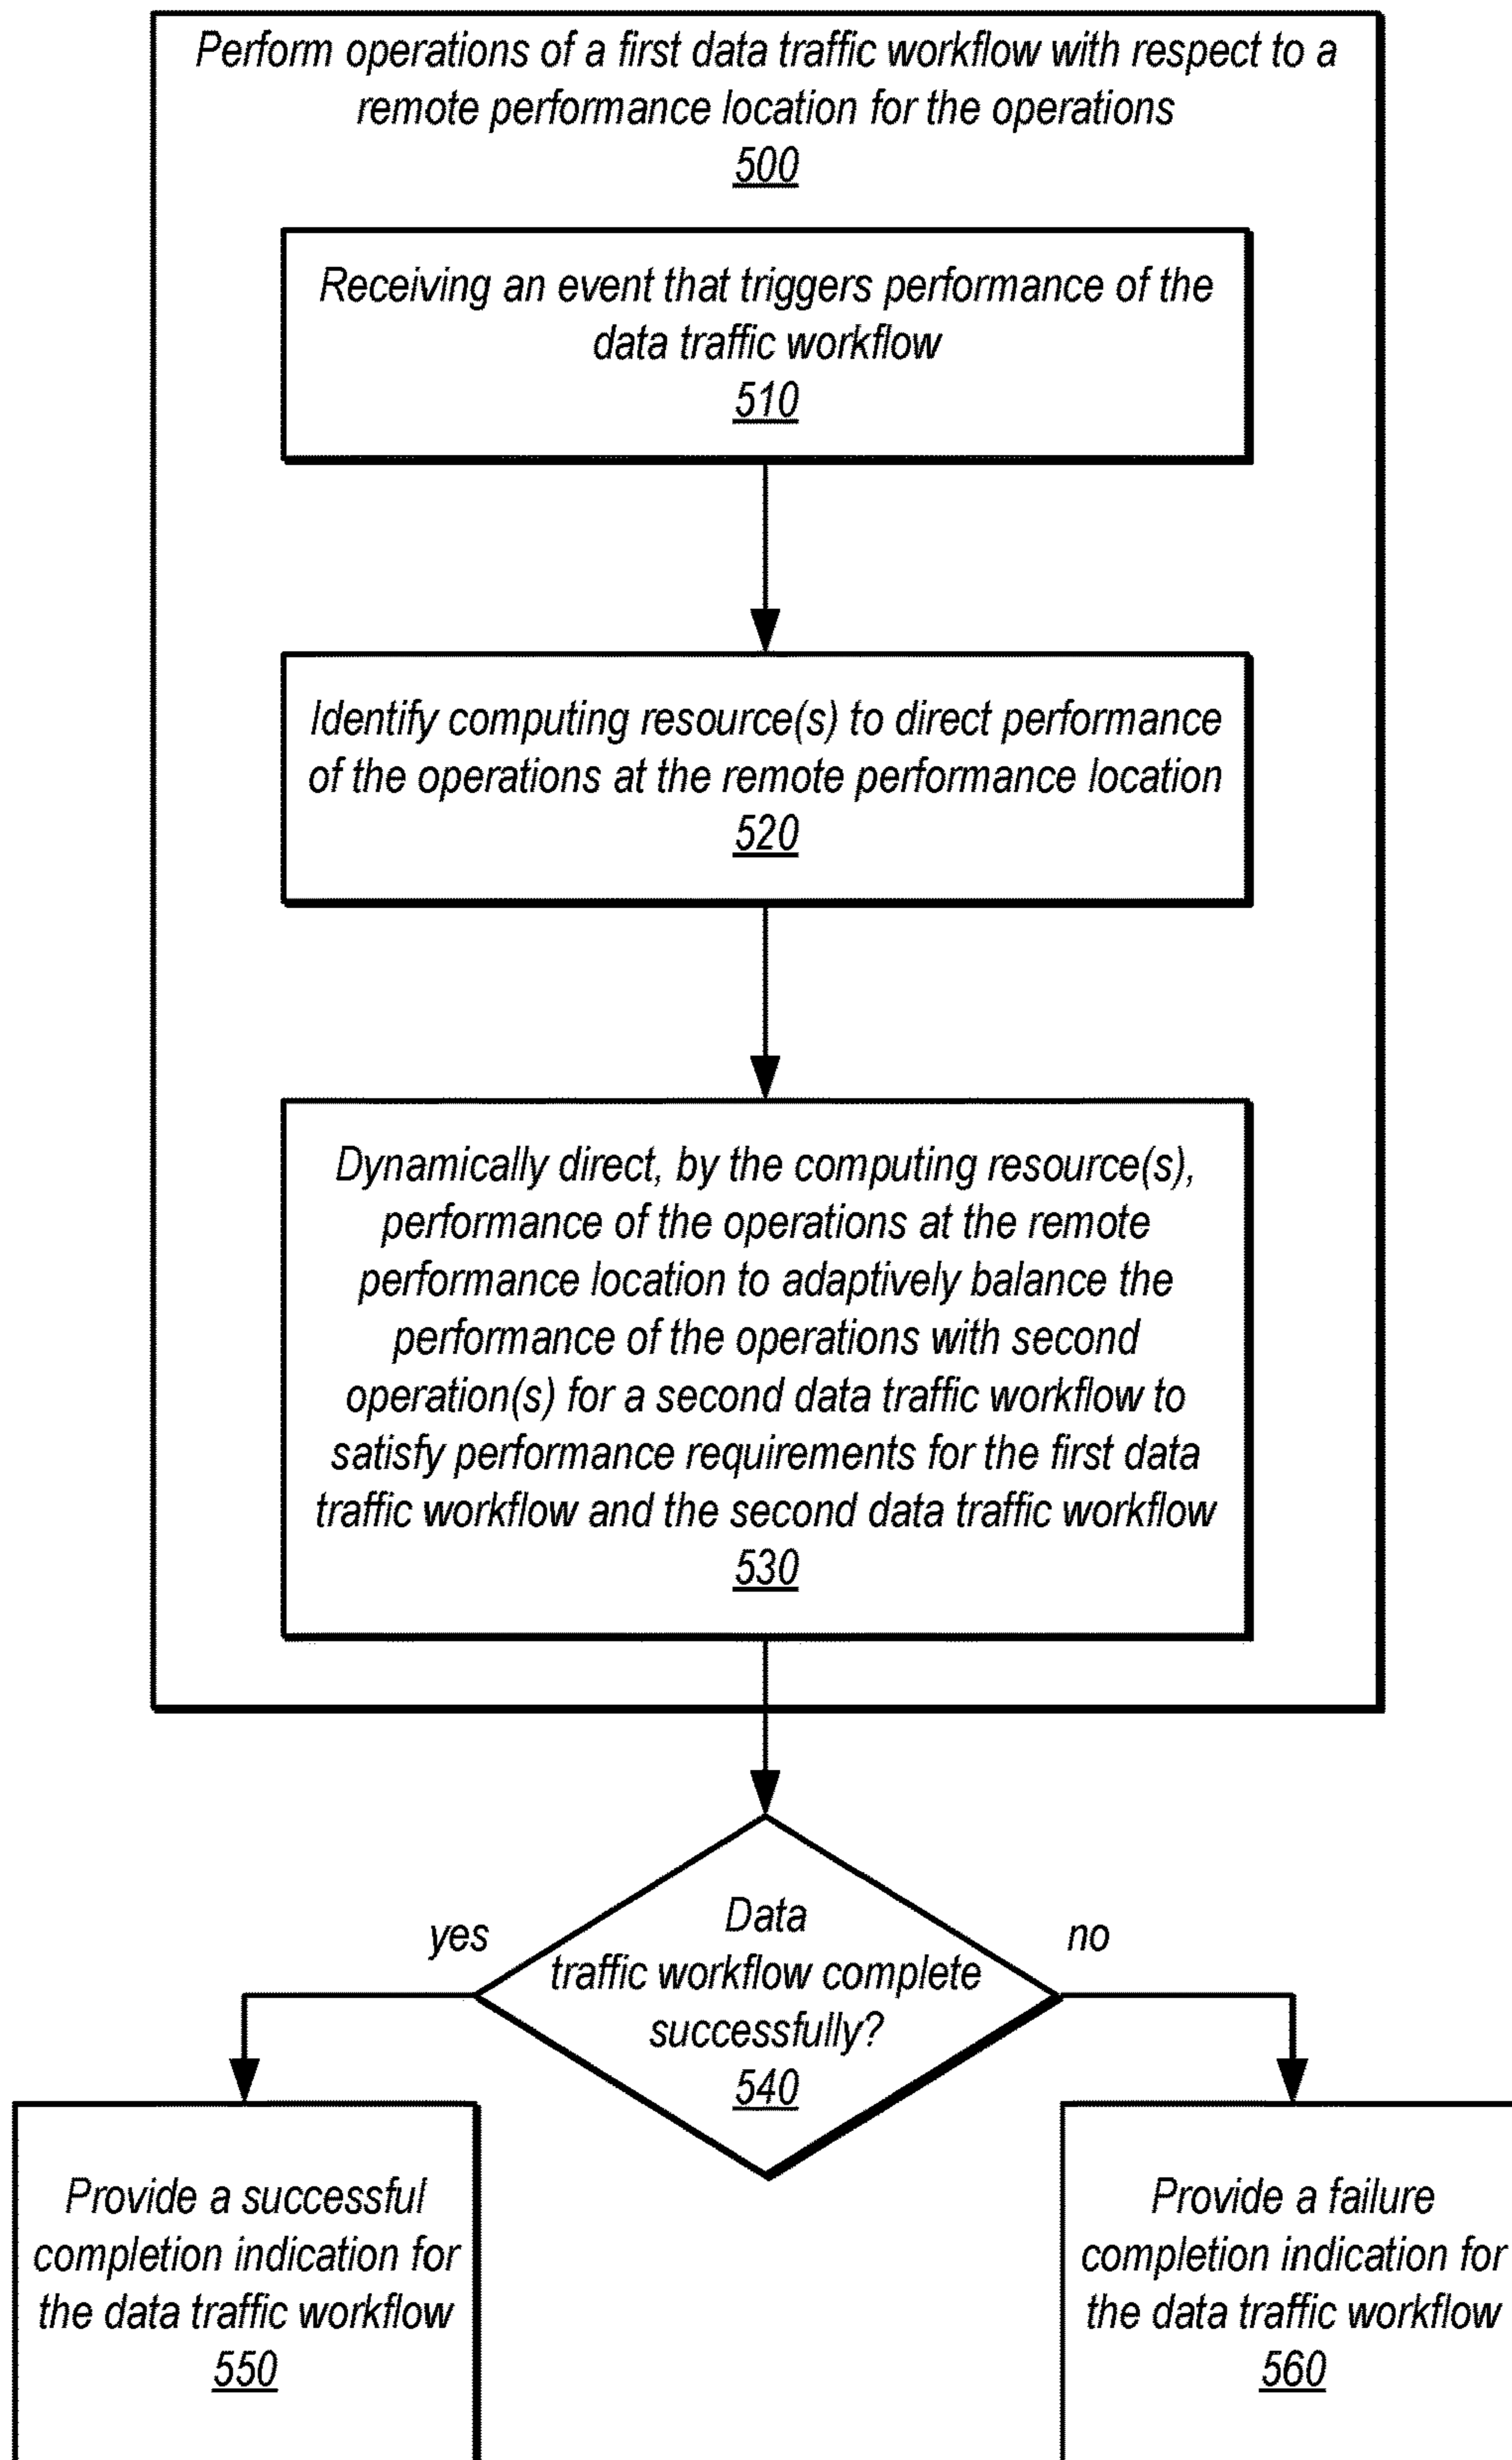 Perform operations of a first data traffic workflow with respect to a
remote performance location for the operations
500
Receiving an event that triggers performance of the
data traffic workflow
510
Identify computing resource(s) to direct performance
of the operations at the remote performance location
520
Dynamically direct, by the computing resource(s),
performance of the operations at the remote
performance location to adaptively balance the
performance of the operations with second
operation(s) for a second data traffic workflow to
satisfy performance requirements for the first data
traffic workflow and the second data traffic workflow
530
Data
traffic workflow complete
successfully?
540
yes
no
Provide a successful
completion indication for
the data traffic workflow
550
Provide a failure
completion indication for
the data traffic workflow
560